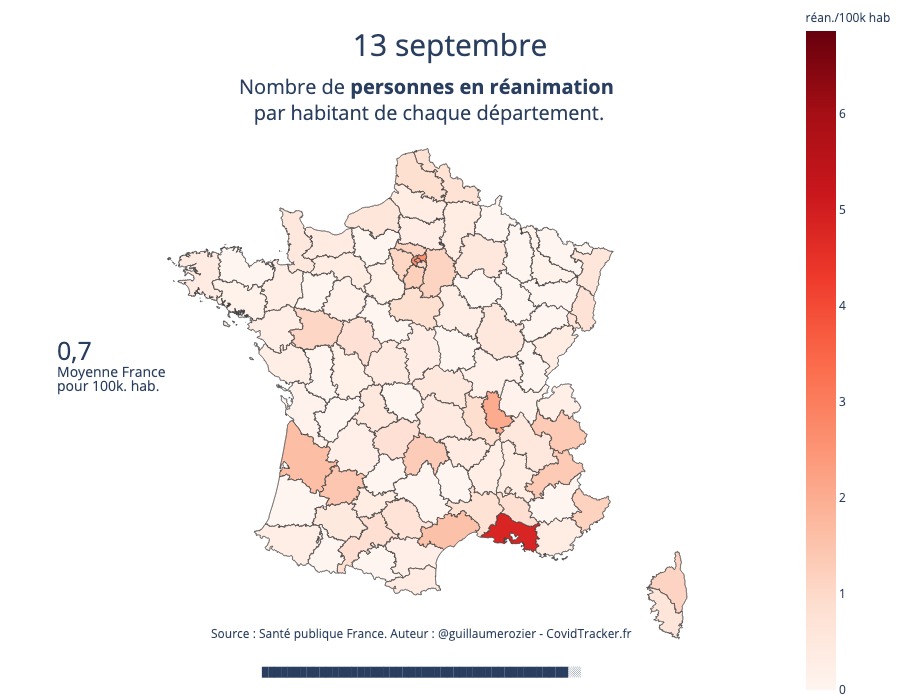 réan./100k hab
13 septembre
Nombre de personnes en réanimation
par habitant de chaque département.
6
5
4
3
2
1
0
0,7
Moyenne France
pour 100k. hab.
Source : Santé publique France. Auteur : @guillaumerozier - CovidTracker.fr